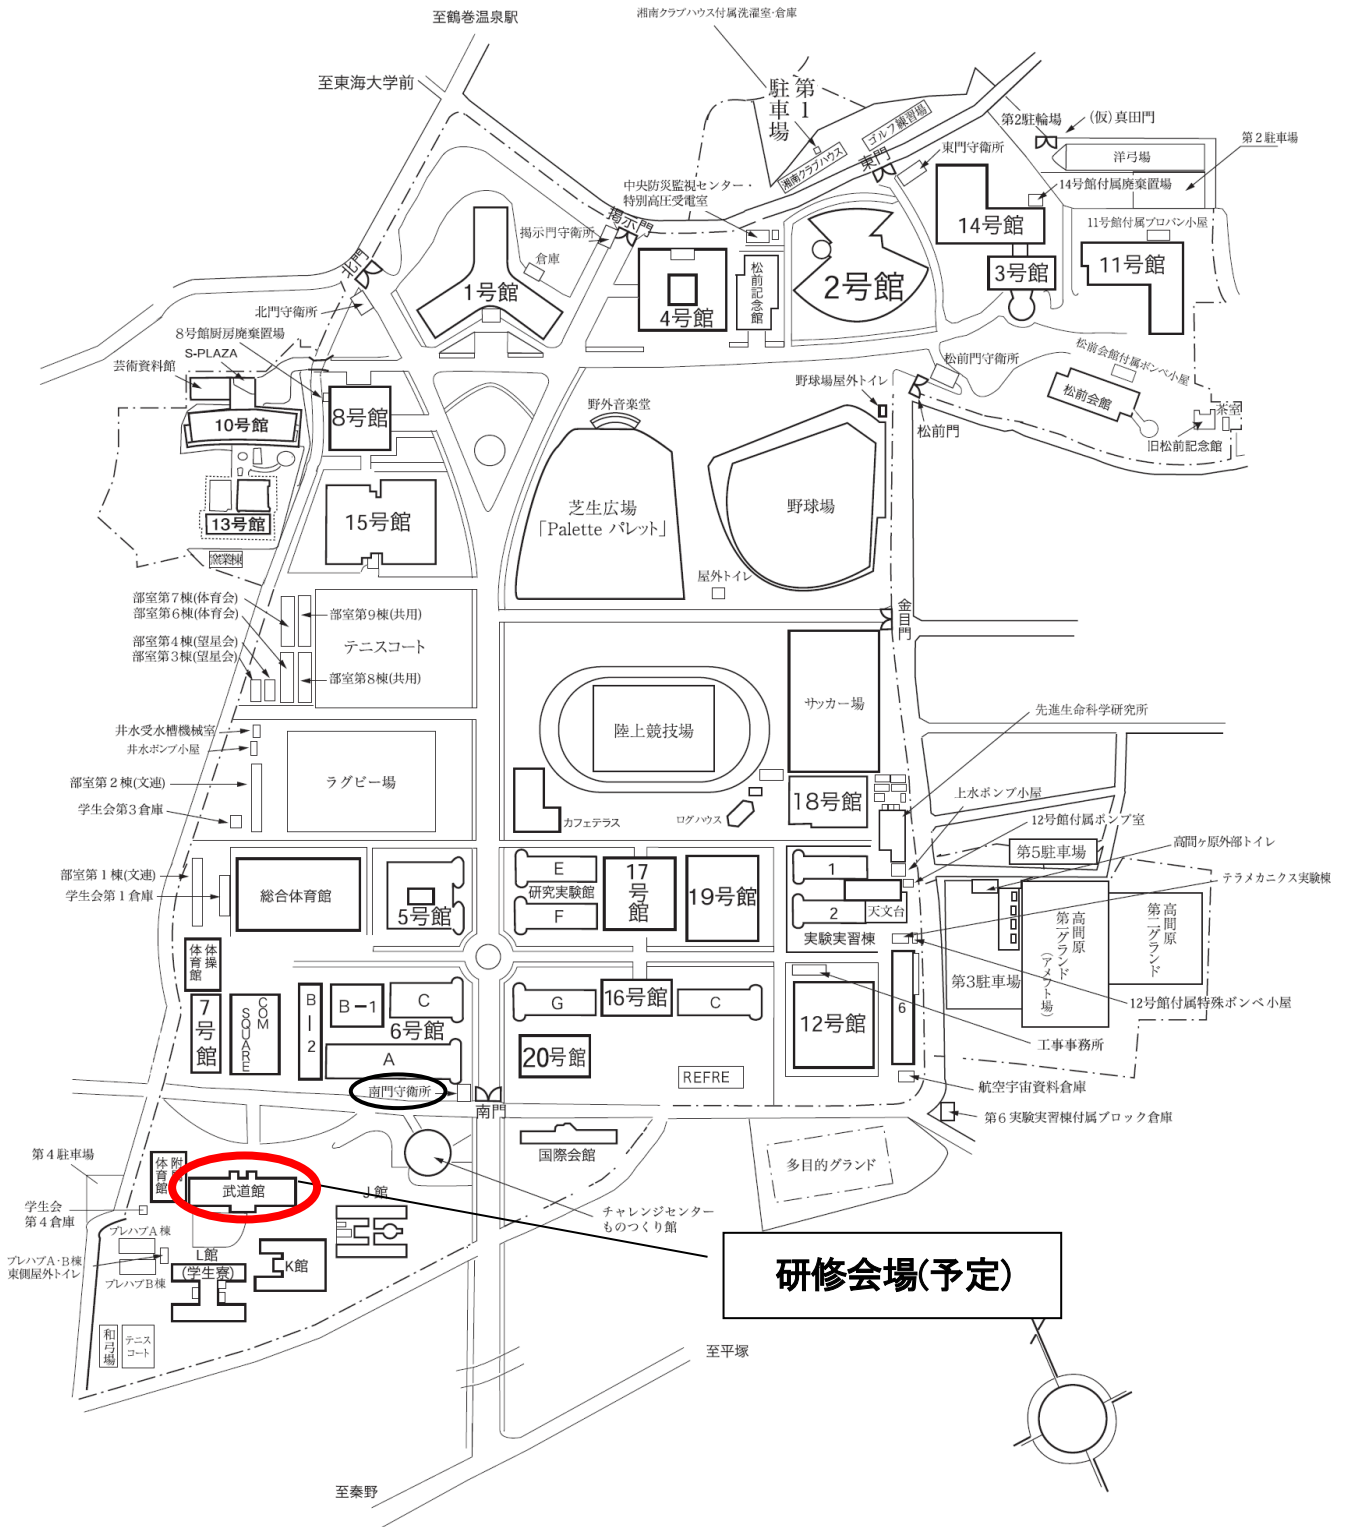 至鶴巻温泉駅
湘南クラブハウス付属洗濯室・倉庫
至東海大学前
第1
駐車場
ゴルフ練習場
湘南クラブハウス
東門
東門守衛所
第2駐輪場
(仮)真田門
第２駐車場
洋弓場
14号館付属廃棄置場
中央防災監視センター・
特別高圧受電室
掲示門
掲示門守衛所
倉庫
14号館
11号館付属プロパン小屋
11号館
3号館
2号館
松前記念館
4号館
1号館
北門
北門守衛所
8号館厨房廃棄置場
S-PLAZA
芸術資料館
8号館
10号館
13号館
窯業棟
15号館
野外音楽堂
芝生広場
「Palette パレット」
野球場屋外トイレ
野球場
屋外トイレ
松前門守衛所
松前門
松前会館付属ボンベ小屋
松前会館
茶室
旧松前記念館
金目門
部室第７棟(体育会)
部室第６棟(体育会)
部室第４棟(望星会)
部室第３棟(望星会)
部室第9棟(共用)
テニスコート
部室第８棟(共用)
井水受水槽機械室
井水ポンプ小屋
部室第２棟(文連)
学生会第３倉庫
ラグビー場
陸上競技場
サッカー場
先進生命科学研究所
カフェテラス
ログハウス
18号館
上水ポンプ小屋
12号館付属ポンプ室
第5駐車場
高間ヶ原外部トイレ
テラメカニクス実験棟
部室第１棟(文連)
学生会第１倉庫
総合体育館
5号館
E
研究実験館
F
17号館
19号館
1
2
天文台
実験実習棟
高間原
第一グランド
(アメフト場)
高間原
第二グランド
第3駐車場
12号館付属特殊ボンベ小屋
体操
体育館
7号館
COM
SQUARE
B-2
B-1
C
6号館
A
G
16号館
C
20号館
REFRE
12号館
6
工事事務所
航空宇宙資料倉庫
第６実験実習棟付属ブロック倉庫
南門守衛所
南門
国際会館
多目的グランド
第４駐車場
附属
体育館
武道館
学生会
第４倉庫
プレハブＡ棟
プレハブＡ・Ｂ棟
東側屋外トイレ
プレハブＢ棟
L館
(学生寮)
K館
J館
チャレンジセンター
ものつくり館
和弓場
テニス
コート
研修会場(予定)
至平塚
至秦野